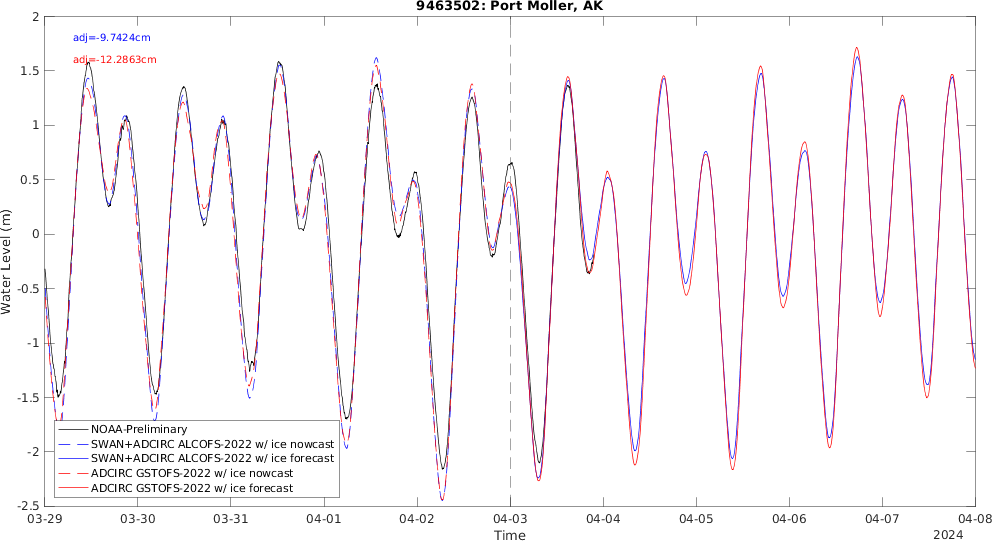 9463502: Port Moller, AK
adj=-9.7424cm
adj=-12.2863cm
2
1.5
1
0.5
0
-0.5
-1
-1.5
-2
-2.5
Water Level (m)
NOAA-Preliminary
SWAN+ADCIRC ALCOFS-2022 w/ ice nowcast
SWAN+ADCIRC ALCOFS-2022 w/ ice forecast
ADCIRC GSTOFS-2022 w/ ice nowcast
ADCIRC GSTOFS-2022 w/ ice forecast
03-29 03-30 03-31 04-01 04-02 04-03 04-04 04-05 04-06 04-07 04-08
Time
2024